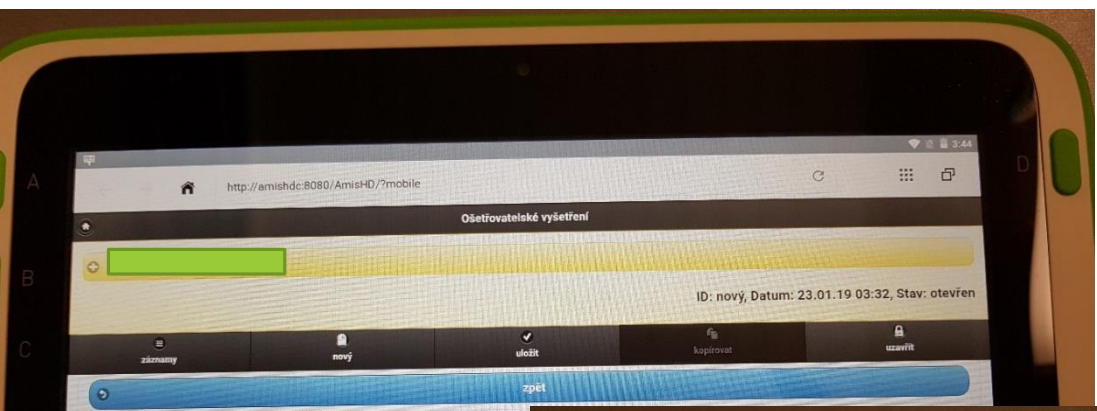 3:44
A
D
http://amishdc:8080/AmisHD/?mobile
Ošetřovatelské vyšetření
B
ID: nový, Datum: 23.01.19 03:32, Stav: otevřen
C
záznamy nový uložit kopírovat uzavřít
zpět